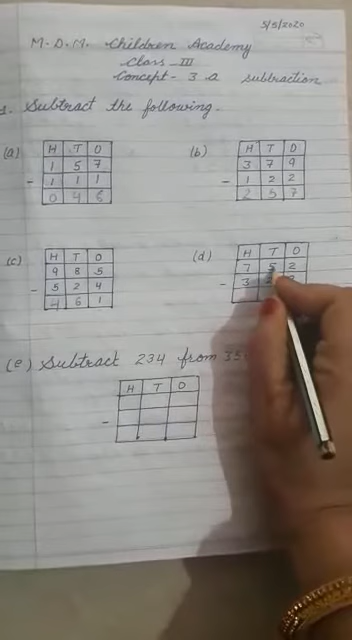 5/5/2020
M.D.M. Children Academy
Class - III
Concept - 3.a subtraction
1. Subtract the following.
(a)
H T O
1 5 7
- 1 1 1
0 4 6
(b)
H T O
3 7 9
- 1 2 2
2 5 7
(c)
H T O
9 8 5
- 5 2 4
4 6 1
(d)
H T O
7 5 2
- 3
(e) Subtract 234 from 35
H T O
-